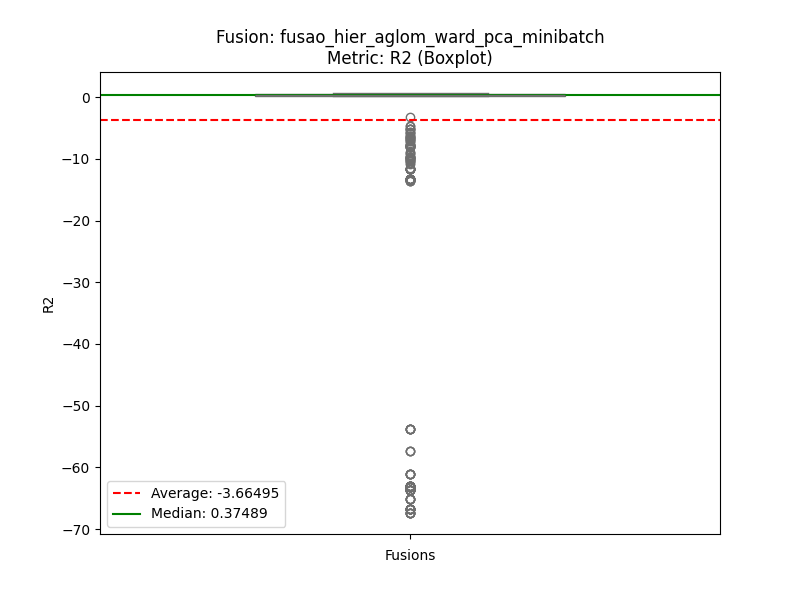 Fusion: fusao_hier_aglom_ward_pca_minibatch
Metric: R2 (Boxplot)
0
−10
−20
−30
−40
−50
−60
−70
R2
Average: -3.66495
Median: 0.37489
Fusions